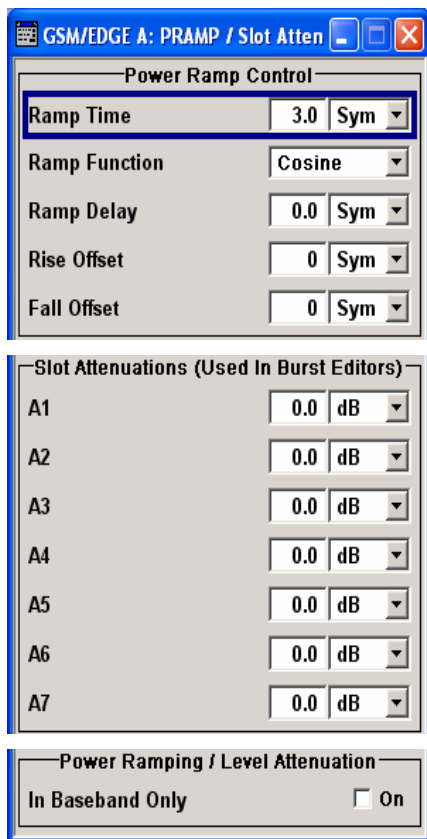 GSM/EDGE A: PRAMP / Slot Atten
Power Ramp Control
Ramp Time 3.0 Sym
Ramp Function Cosine
Ramp Delay 0.0 Sym
Rise Offset 0 Sym
Fall Offset 0 Sym
Slot Attenuations (Used In Burst Editors)
A1 0.0 dB
A2 0.0 dB
A3 0.0 dB
A4 0.0 dB
A5 0.0 dB
A6 0.0 dB
A7 0.0 dB
Power Ramping / Level Attenuation
In Baseband Only On